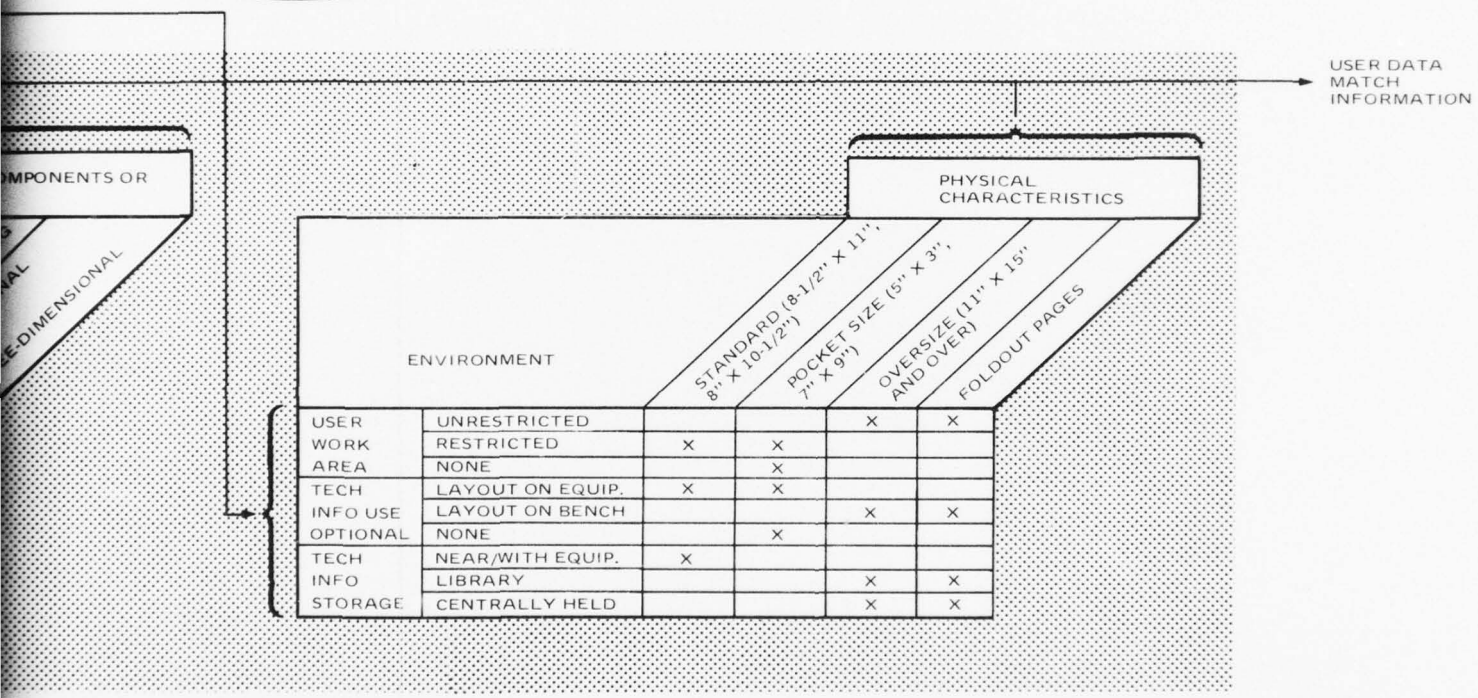 USER DATA
MATCH
INFORMATION
OMPONENTS OR
NAL
EE-DIMENSIONAL
PHYSICAL
CHARACTERISTICS
ENVIRONMENT
STANDARD (8-1/2" X 11",
8" X 10-1/2")
POCKET SIZE (5" X 3",
7" X 9")
OVERSIZE (11" X 15"
AND OVER)
FOLDOUT PAGES
USER UNRESTRICTED X X
WORK RESTRICTED X X
AREA NONE X
TECH LAYOUT ON EQUIP. X X
INFO USE LAYOUT ON BENCH X X
OPTIONAL NONE X
TECH NEAR/WITH EQUIP. X
INFO LIBRARY X X
STORAGE CENTRALLY HELD X X